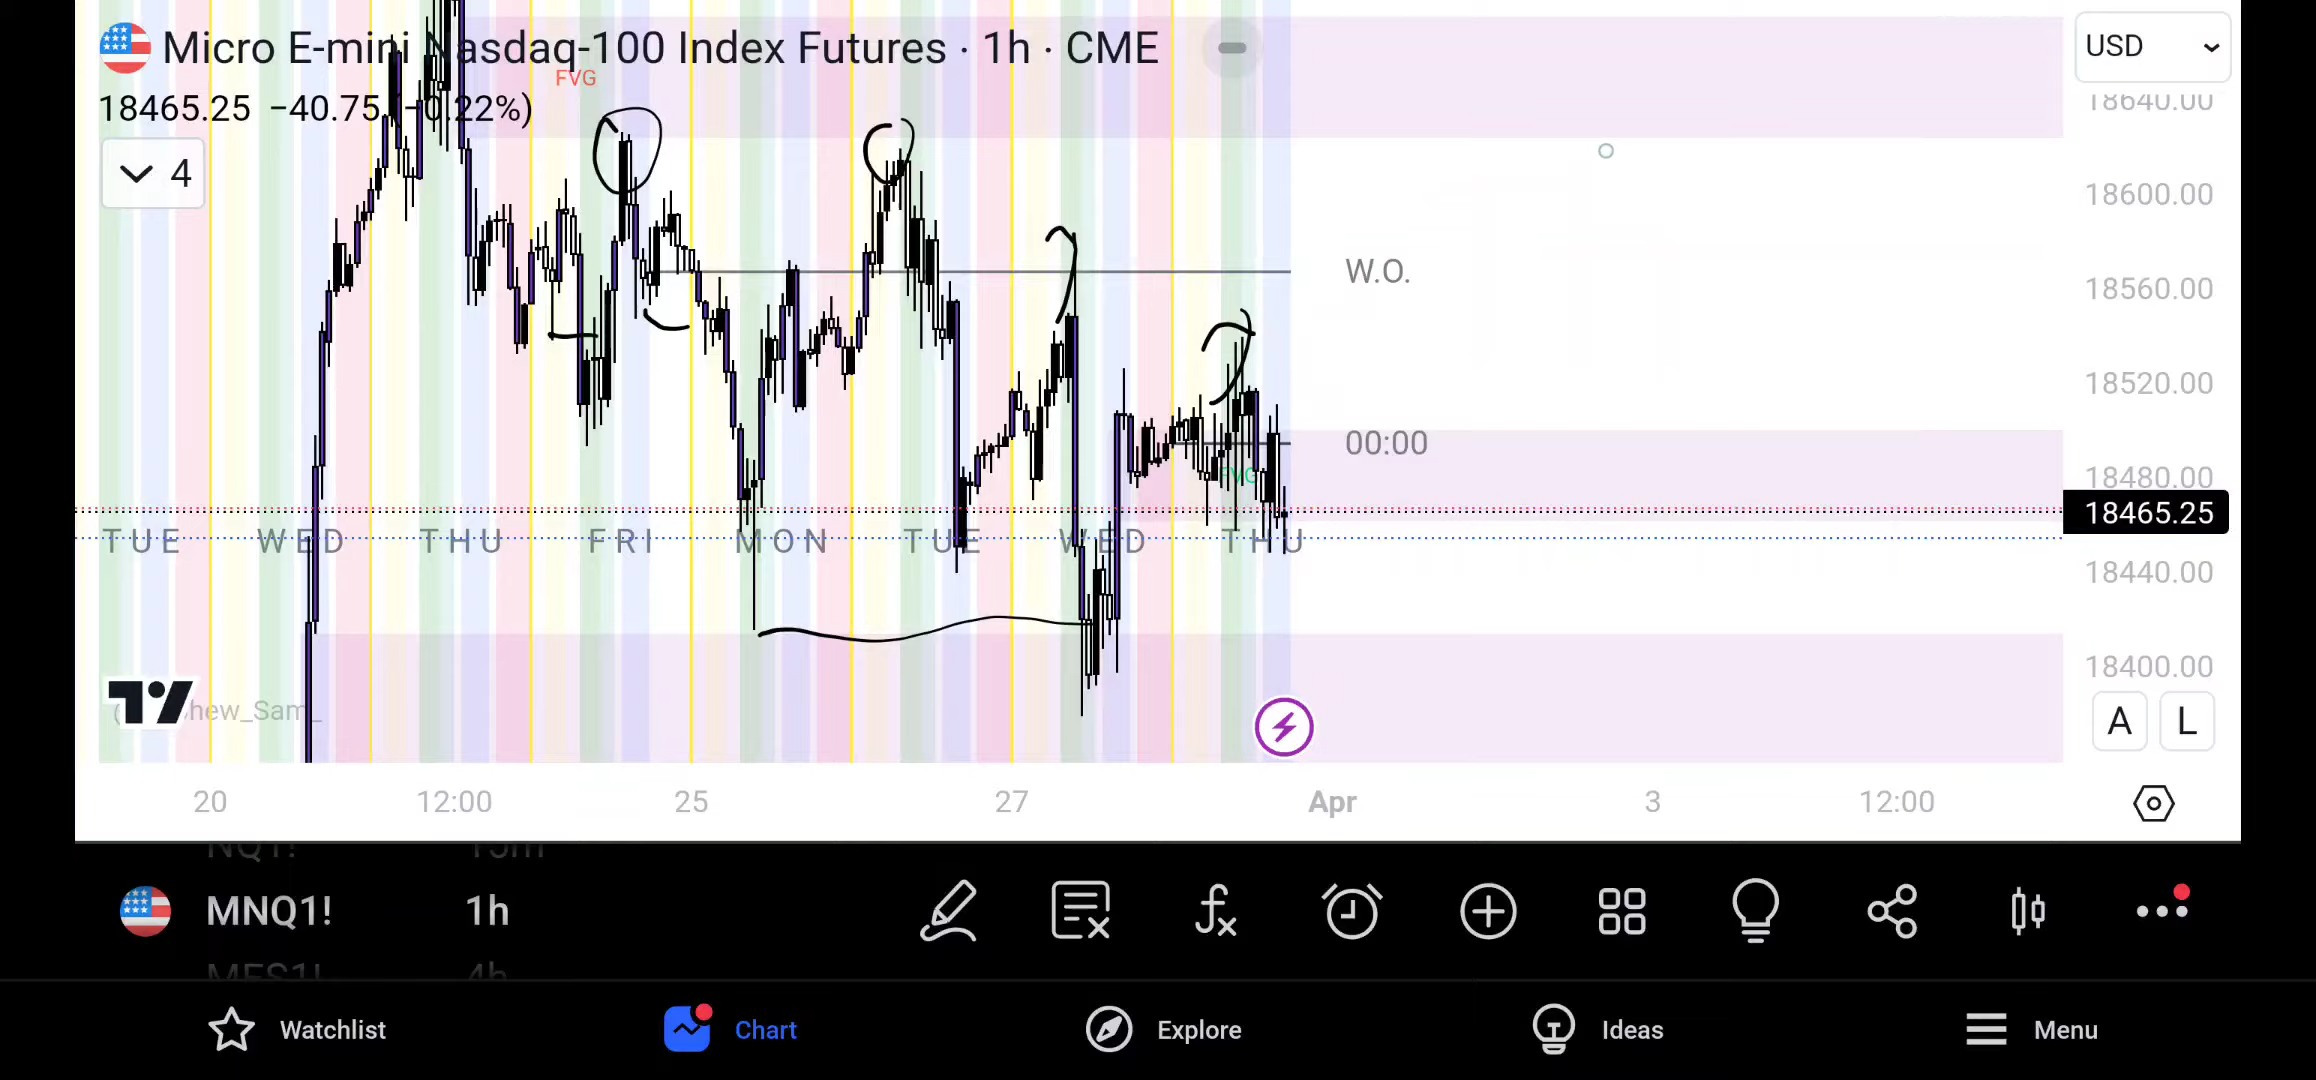 Micro E-mini Nasdaq-100 Index Futures · 1h · CME
USD
FVG
18465.25 −40.75 (−0.22%)
18640.00
4
18600.00
W.O.
18560.00
18520.00
00:00
FVG
18480.00
18465.25
TUE WED THU FRI MON TUE WED THU
18440.00
18400.00
hew_Sam_
A L
20 12:00 25 27 Apr 3 12:00
NQ1! 15m
MNQ1! 1h
MES1! 4h
Watchlist Chart Explore Ideas Menu